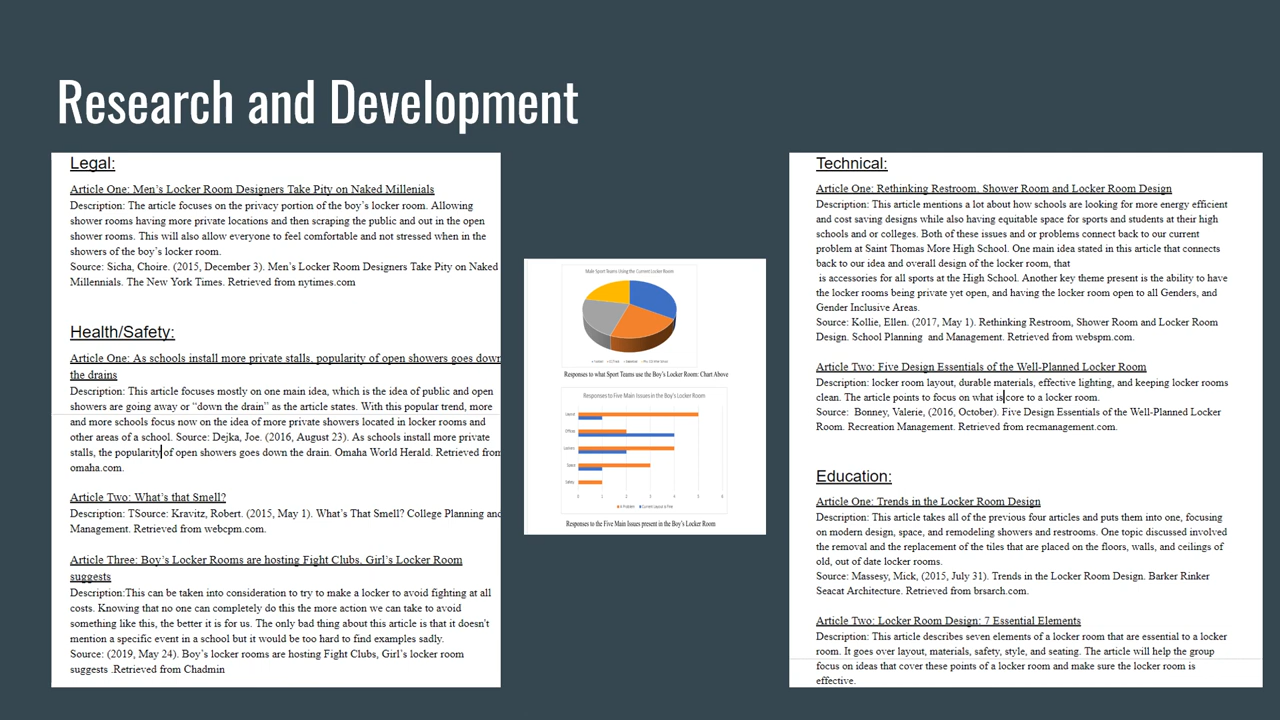 Research and Development
Legal:
Article One: Men's Locker Room Designers Take Pity on Naked Millenials
Description: The article focuses on the privacy portion of the boy's locker room. Allowing
shower rooms having more private locations and then scraping the public and out in the open
shower rooms. This will also allow everyone to feel comfortable and not stressed when in the
showers of the boy's locker room.
Source: Sicha, Choire. (2015, December 3). Men's Locker Room Designers Take Pity on Naked
Millennials. The New York Times. Retrieved from nytimes.com
Health/Safety:
Article One: As schools install more private stalls, popularity of open showers goes down
the drains
Description: This article focuses mostly on one main idea, which is the idea of public and open
showers are going away or “down the drain” as the article states. With this popular trend, more
and more schools focus now on the idea of more private showers located in locker rooms and
other areas of a school. Source: Dejka, Joe. (2016, August 23). As schools install more private
stalls, the popularity of open showers goes down the drain. Omaha World Herald. Retrieved from
omaha.com.
Article Two: What's that Smell?
Description: TSource: Kravitz, Robert. (2015, May 1). What's That Smell? College Planning and
Management. Retrieved from webcpm.com.
Article Three: Boy's Locker Rooms are hosting Fight Clubs, Girl's Locker Room
suggests
Description:This can be taken into consideration to try to make a locker to avoid fighting at all
costs. Knowing that no one can completely do this the more action we can take to avoid
something like this, the better it is for us. The only bad thing about this article is that it doesn't
mention a specific event in a school but it would be too hard to find examples sadly.
Source: (2019, May 24). Boy's locker rooms are hosting Fight Clubs, Girl's locker room
suggests .Retrieved from Chadmin
Male Sport Teams Using the Current Locker Room
Responses to what Sport Teams use the Boy's Locker Room: Chart Above
Responses to Five Main Issues in the Boy's Locker Room
Layout
Offices
Lockers
Space
Safety
0 1 2 3 4 5 6
A Problem Current Layout is Fine
Responses to the Five Main Issues present in the Boy's Locker Room
Technical:
Article One: Rethinking Restroom, Shower Room and Locker Room Design
Description: This article mentions a lot about how schools are looking for more energy efficient
and cost saving designs while also having equitable space for sports and students at their high
schools and or colleges. Both of these issues and or problems connect back to our current
problem at Saint Thomas More High School. One main idea stated in this article that connects
back to our idea and overall design of the locker room, that
is accessories for all sports at the High School. Another key theme present is the ability to have
the locker rooms being private yet open, and having the locker room open to all Genders, and
Gender Inclusive Areas.
Source: Kollie, Ellen. (2017, May 1). Rethinking Restroom, Shower Room and Locker Room
Design. School Planning and Management. Retrieved from webspm.com.
Article Two: Five Design Essentials of the Well-Planned Locker Room
Description: locker room layout, durable materials, effective lighting, and keeping locker rooms
clean. The article points to focus on what is core to a locker room.
Source: Bonney, Valerie, (2016, October). Five Design Essentials of the Well-Planned Locker
Room. Recreation Management. Retrieved from recmanagement.com.
Education:
Article One: Trends in the Locker Room Design
Description: This article takes all of the previous four articles and puts them into one, focusing
on modern design, space, and remodeling showers and restrooms. One topic discussed involved
the removal and the replacement of the tiles that are placed on the floors, walls, and ceilings of
old, out of date locker rooms.
Source: Massesy, Mick, (2015, July 31). Trends in the Locker Room Design. Barker Rinker
Seacat Architecture. Retrieved from brsarch.com.
Article Two: Locker Room Design: 7 Essential Elements
Description: This article describes seven elements of a locker room that are essential to a locker
room. It goes over layout, materials, safety, style, and seating. The article will help the group
focus on ideas that cover these points of a locker room and make sure the locker room is
effective.